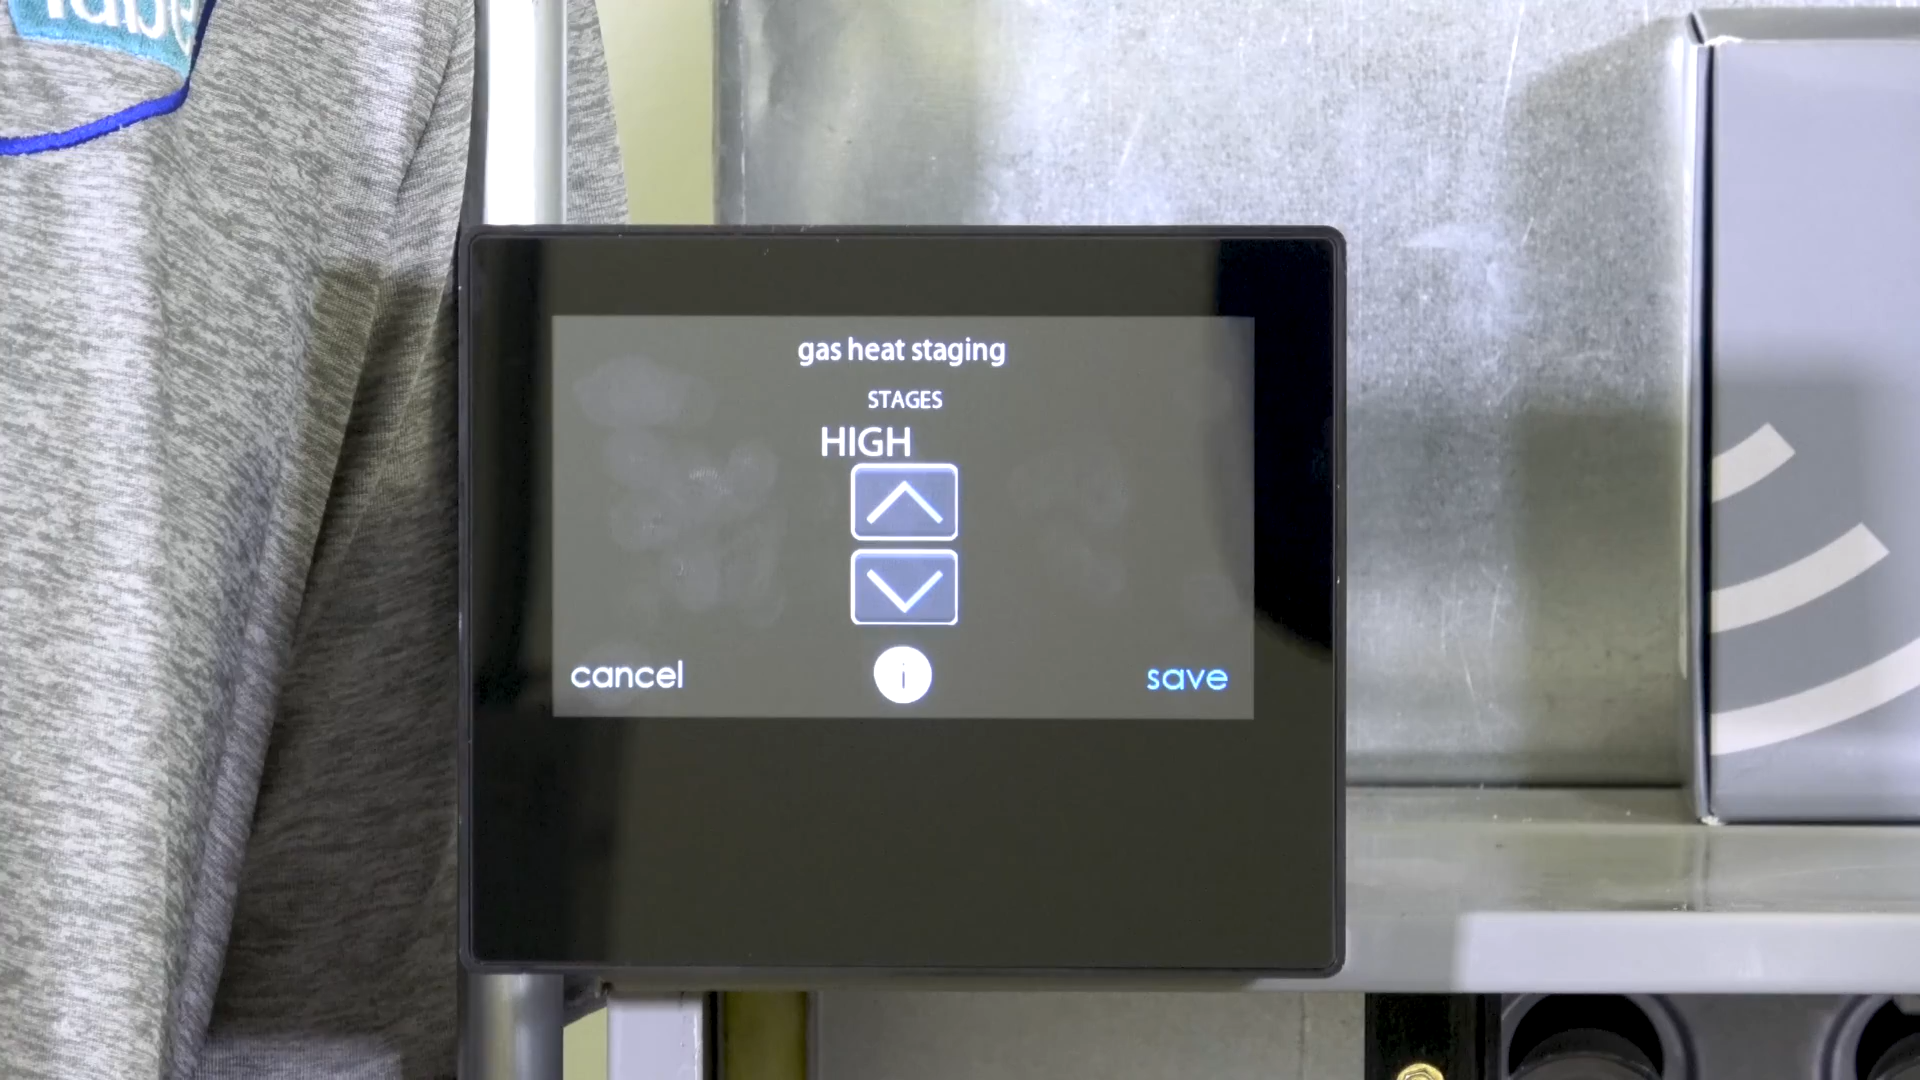 gas heat staging
STAGES
HIGH
cancel
i
save